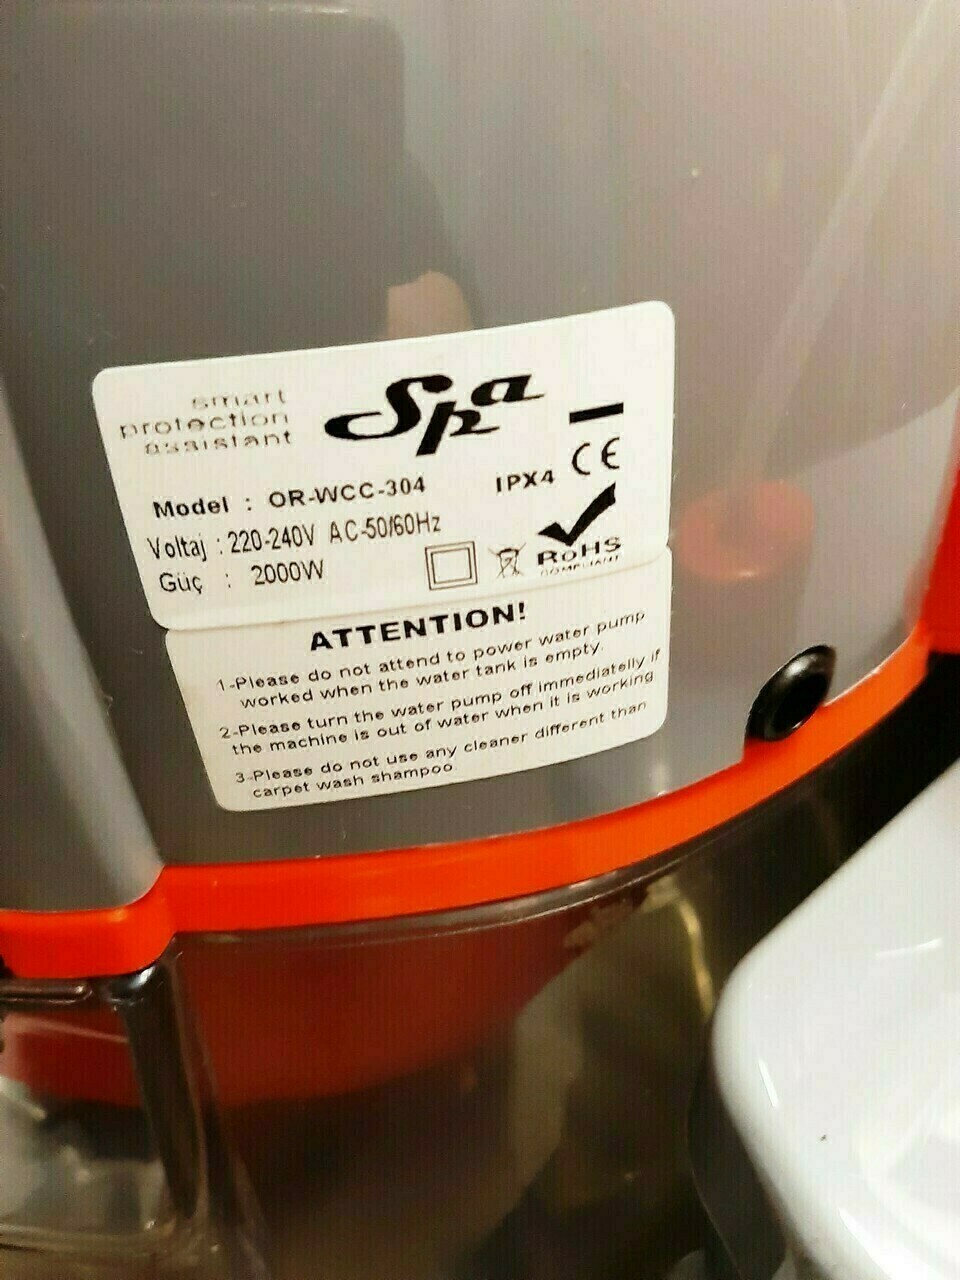 smart
protection
assistant
Spa
Model : OR-WCC-304
IPX4
CE
Voltaj : 220-240V AC-50/60Hz
Güç : 2000W
RoHS
COMPLIANT
ATTENTION!
1-Please do not attend to power water pump
worked when the water tank is empty.
2-Please turn the water pump off immediatelly if
the machine is out of water when it is working
3-Please do not use any cleaner different than
carpet wash shampoo.